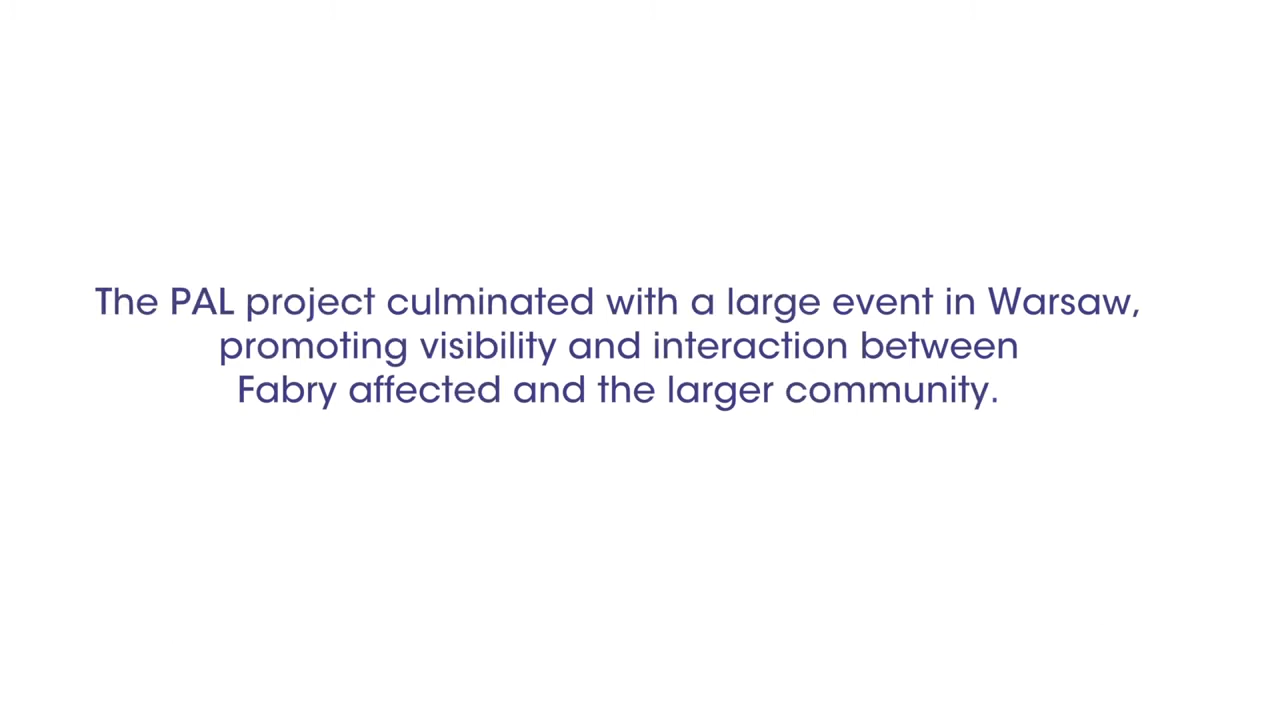 The PAL project culminated with a large event in Warsaw,
promoting visibility and interaction between
Fabry affected and the larger community.